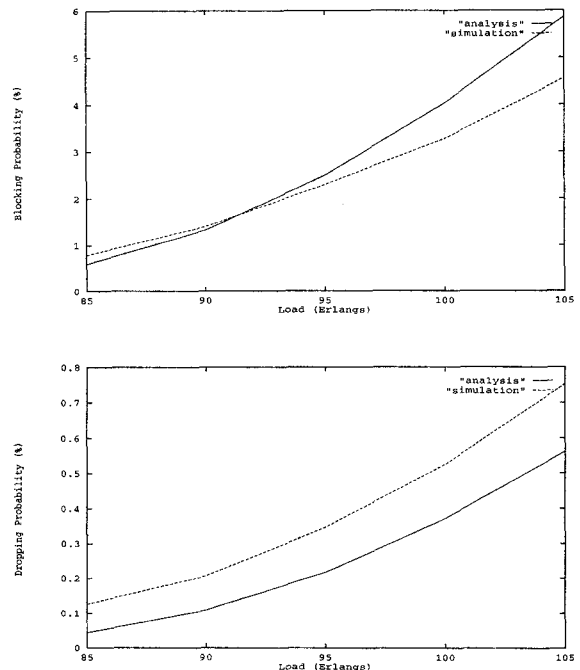 6
"analysis"
"simulation"
5
4
Blocking Probability (%)
3
2
1
0
85 90 95 100 105
Load (Erlangs)
0.8
"analysis"
"simulation"
0.7
0.6
0.5
Dropping Probability (%)
0.4
0.3
0.2
0.1
0
85 90 95 100 105
Load (Erlangs)